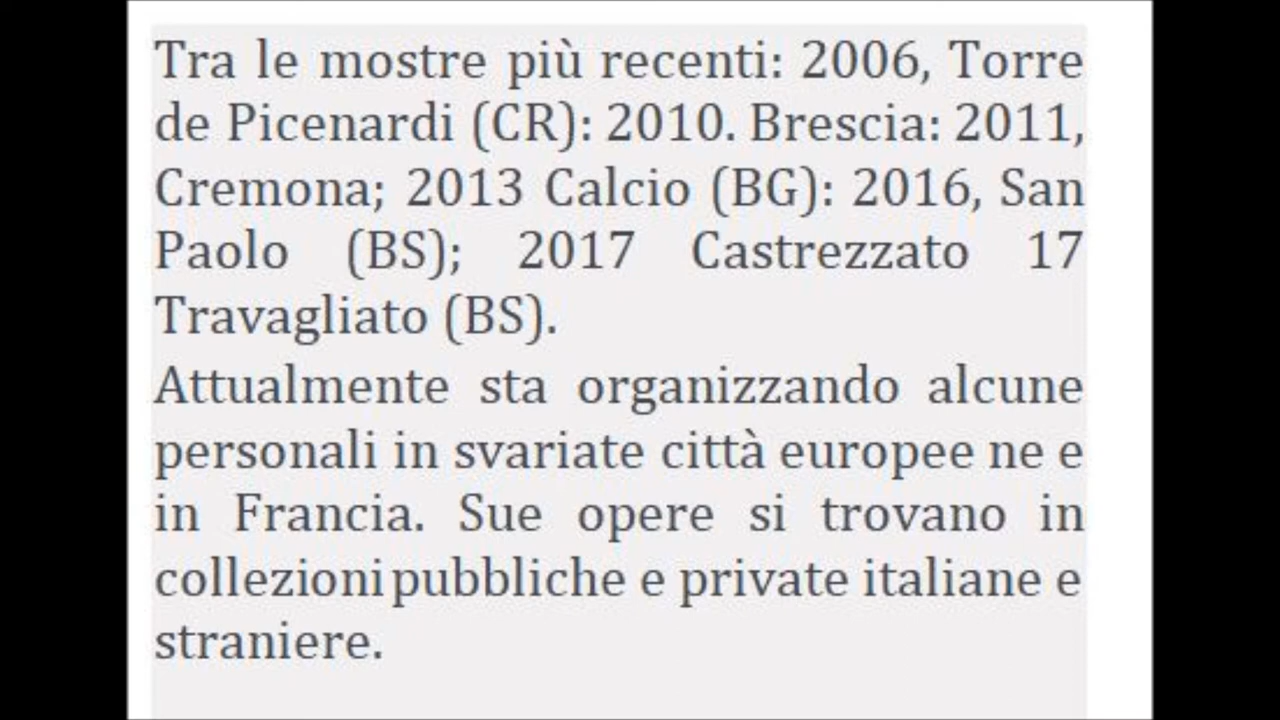 Tra le mostre più recenti: 2006, Torre
de Picenardi (CR): 2010. Brescia: 2011,
Cremona; 2013 Calcio (BG): 2016, San
Paolo (BS); 2017 Castrezzato 17
Travagliato (BS).
Attualmente sta organizzando alcune
personali in svariate città europee ne e
in Francia. Sue opere si trovano in
collezioni pubbliche e private italiane e
straniere.